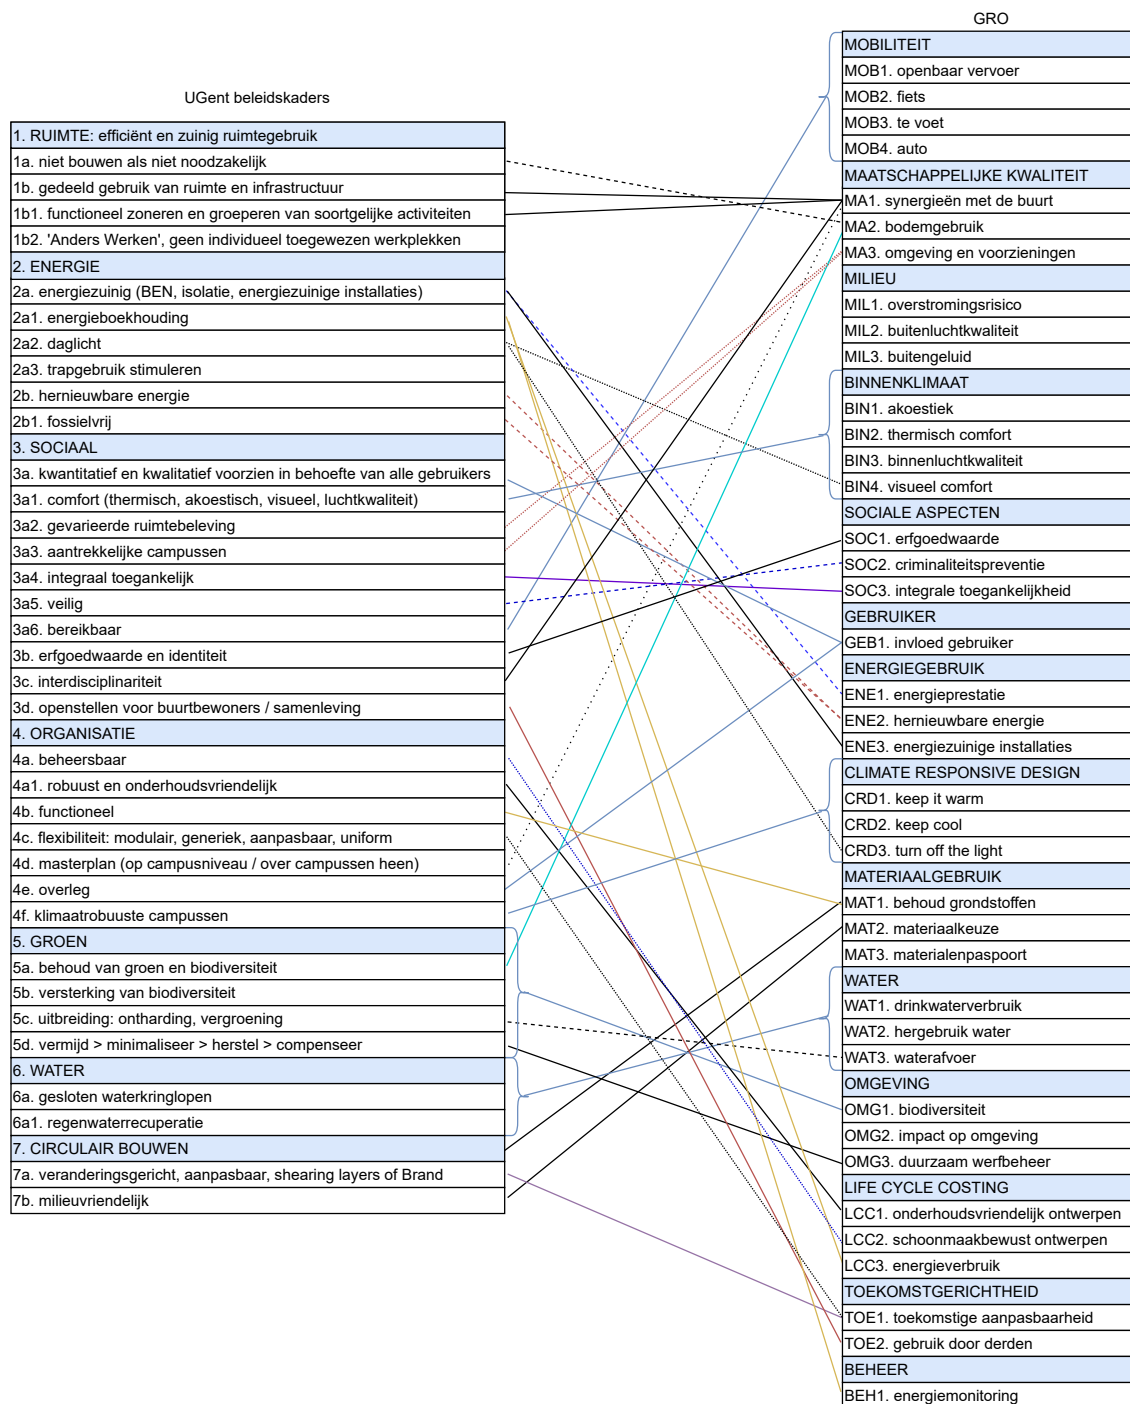 UGent beleidskaders
1. RUIMTE: efficiënt en zuinig ruimtegebruik
1a. niet bouwen als niet noodzakelijk
1b. gedeeld gebruik van ruimte en infrastructuur
1b1. functioneel zoneren en groeperen van soortgelijke activiteiten
1b2. 'Anders Werken', geen individueel toegewezen werkplekken
2. ENERGIE
2a. energiezuinig (BEN, isolatie, energiezuinige installaties)
2a1. energieboekhouding
2a2. daglicht
2a3. trapgebruik stimuleren
2b. hernieuwbare energie
2b1. fossielvrij
3. SOCIAAL
3a. kwantitatief en kwalitatief voorzien in behoefte van alle gebruikers
3a1. comfort (thermisch, akoestisch, visueel, luchtkwaliteit)
3a2. gevarieerde ruimtebeleving
3a3. aantrekkelijke campussen
3a4. integraal toegankelijk
3a5. veilig
3a6. bereikbaar
3b. erfgoedwaarde en identiteit
3c. interdisciplinariteit
3d. openstellen voor buurtbewoners / samenleving
4. ORGANISATIE
4a. beheersbaar
4a1. robuust en onderhoudsvriendelijk
4b. functioneel
4c. flexibiliteit: modulair, generiek, aanpasbaar, uniform
4d. masterplan (op campusniveau / over campussen heen)
4e. overleg
4f. klimaatrobuuste campussen
5. GROEN
5a. behoud van groen en biodiversiteit
5b. versterking van biodiversiteit
5c. uitbreiding: ontharding, vergroening
5d. vermijd > minimaliseer > herstel > compenseer
6. WATER
6a. gesloten waterkringlopen
6a1. regenwaterrecuperatie
7. CIRCULAIR BOUWEN
7a. veranderingsgericht, aanpasbaar, shearing layers of Brand
7b. milieuvriendelijk
GRO
MOBILITEIT
MOB1. openbaar vervoer
MOB2. fiets
MOB3. te voet
MOB4. auto
MAATSCHAPPELIJKE KWALITEIT
MA1. synergieën met de buurt
MA2. bodemgebruik
MA3. omgeving en voorzieningen
MILIEU
MIL1. overstromingsrisico
MIL2. buitenluchtkwaliteit
MIL3. buitengeluid
BINNENKLIMAAT
BIN1. akoestiek
BIN2. thermisch comfort
BIN3. binnenluchtkwaliteit
BIN4. visueel comfort
SOCIALE ASPECTEN
SOC1. erfgoedwaarde
SOC2. criminaliteitspreventie
SOC3. integrale toegankelijkheid
GEBRUIKER
GEB1. invloed gebruiker
ENERGIEGEBRUIK
ENE1. energieprestatie
ENE2. hernieuwbare energie
ENE3. energiezuinige installaties
CLIMATE RESPONSIVE DESIGN
CRD1. keep it warm
CRD2. keep cool
CRD3. turn off the light
MATERIAALGEBRUIK
MAT1. behoud grondstoffen
MAT2. materiaalkeuze
MAT3. materialenpaspoort
WATER
WAT1. drinkwaterverbruik
WAT2. hergebruik water
WAT3. waterafvoer
OMGEVING
OMG1. biodiversiteit
OMG2. impact op omgeving
OMG3. duurzaam werfbeheer
LIFE CYCLE COSTING
LCC1. onderhoudsvriendelijk ontwerpen
LCC2. schoonmaakbewust ontwerpen
LCC3. energieverbruik
TOEKOMSTGERICHTHEID
TOE1. toekomstige aanpasbaarheid
TOE2. gebruik door derden
BEHEER
BEH1. energiemonitoring